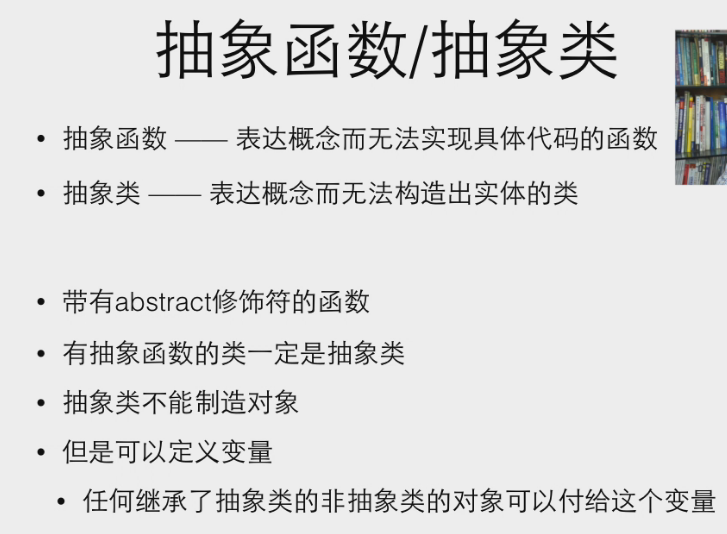 抽象函数/抽象类
• 抽象函数 —— 表达概念而无法实现具体代码的函数
• 抽象类 —— 表达概念而无法构造出实体的类
• 带有abstract修饰符的函数
• 有抽象函数的类一定是抽象类
• 抽象类不能制造对象
• 但是可以定义变量
• 任何继承了抽象类的非抽象类的对象可以付给这个变量